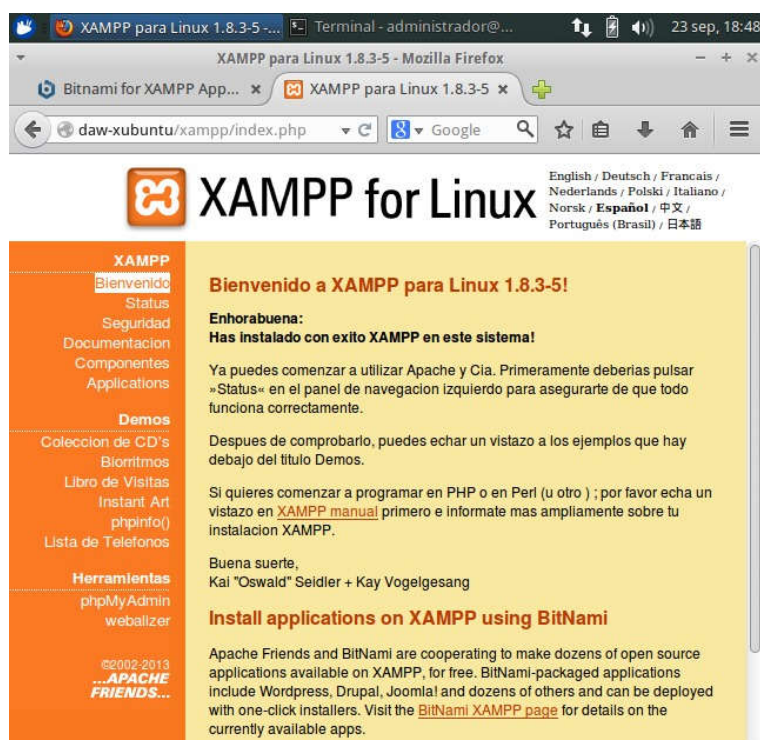 XAMPP para Linux 1.8.3-5 -... Terminal - administrador@... 23 sep, 18:48
XAMPP para Linux 1.8.3-5 - Mozilla Firefox
Bitnami for XAMPP App... XAMPP para Linux 1.8.3-5
daw-xubuntu/xampp/index.php Google
XAMPP for Linux
English / Deutsch / Francais /
Nederlands / Polski / Italiano /
Norsk / Español / 中文 /
Português (Brasil) / 日本語
XAMPP
Bienvenido
Status
Seguridad
Documentacion
Componentes
Applications
Demos
Coleccion de CD's
Biorritmos
Libro de Visitas
Instant Art
phpinfo()
Lista de Telefonos
Herramientas
phpMyAdmin
webalizer
©2002-2013
...APACHE
FRIENDS...
Bienvenido a XAMPP para Linux 1.8.3-5!
Enhorabuena:
Has instalado con exito XAMPP en este sistema!
Ya puedes comenzar a utilizar Apache y Cia. Primeramente deberias pulsar
»Status« en el panel de navegacion izquierdo para asegurarte de que todo
funciona correctamente.
Despues de comprobarlo, puedes echar un vistazo a los ejemplos que hay
debajo del titulo Demos.
Si quieres comenzar a programar en PHP o en Perl (u otro ) ; por favor echa un
vistazo en XAMPP manual primero e informate mas ampliamente sobre tu
instalacion XAMPP.
Buena suerte,
Kai "Oswald" Seidler + Kay Vogelgesang
Install applications on XAMPP using BitNami
Apache Friends and BitNami are cooperating to make dozens of open source
applications available on XAMPP, for free. BitNami-packaged applications
include Wordpress, Drupal, Joomla! and dozens of others and can be deployed
with one-click installers. Visit the BitNami XAMPP page for details on the
currently available apps.